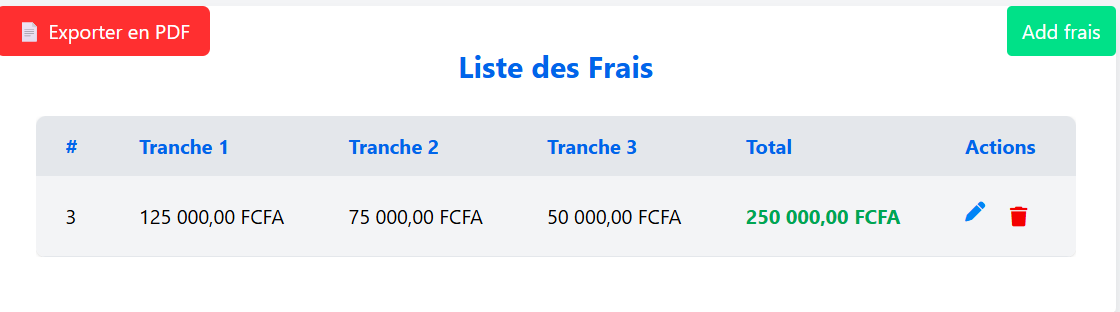 Exporter en PDF
Add frais
Liste des Frais
# Tranche 1 Tranche 2 Tranche 3 Total Actions
3 125 000,00 FCFA 75 000,00 FCFA 50 000,00 FCFA 250 000,00 FCFA